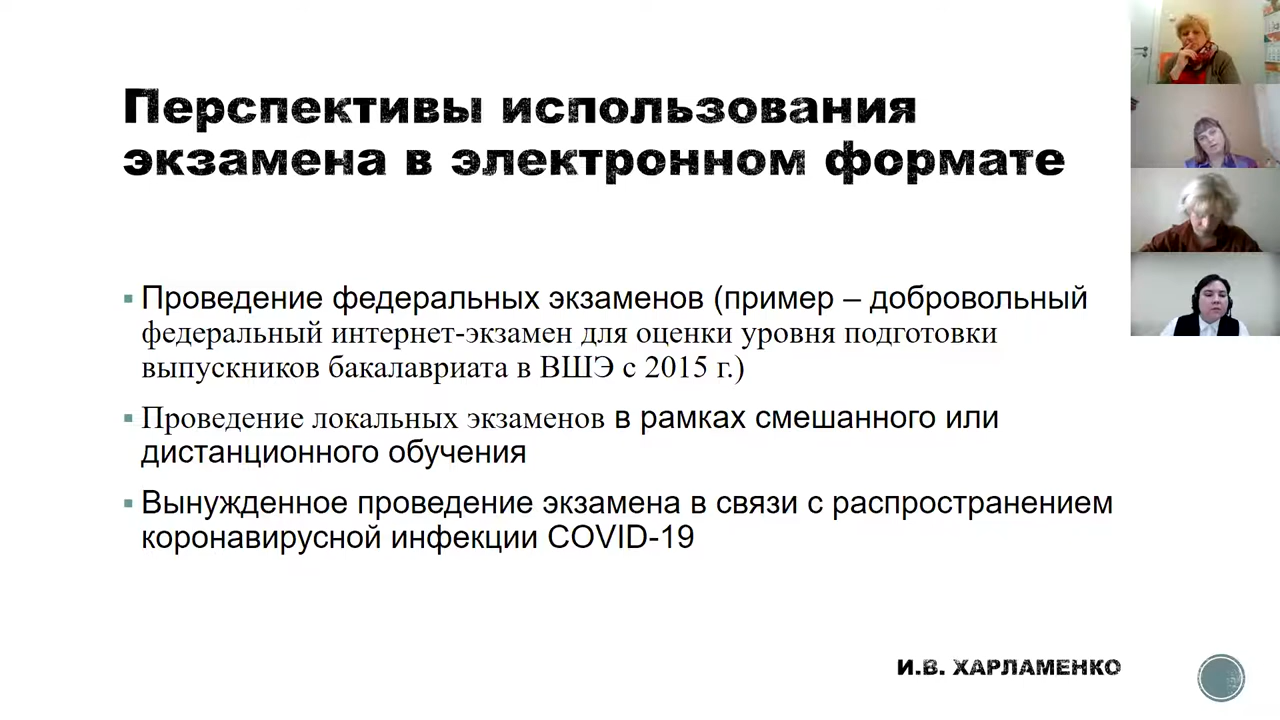 Перспективы использования
экзамена в электронном формате
▪ Проведение федеральных экзаменов (пример – добровольный
федеральный интернет-экзамен для оценки уровня подготовки
выпускников бакалавриата в ВШЭ с 2015 г.)
▪ Проведение локальных экзаменов в рамках смешанного или
дистанционного обучения
▪ Вынужденное проведение экзамена в связи с распространением
коронавирусной инфекции COVID-19
И.В. ХАРЛАМЕНКО